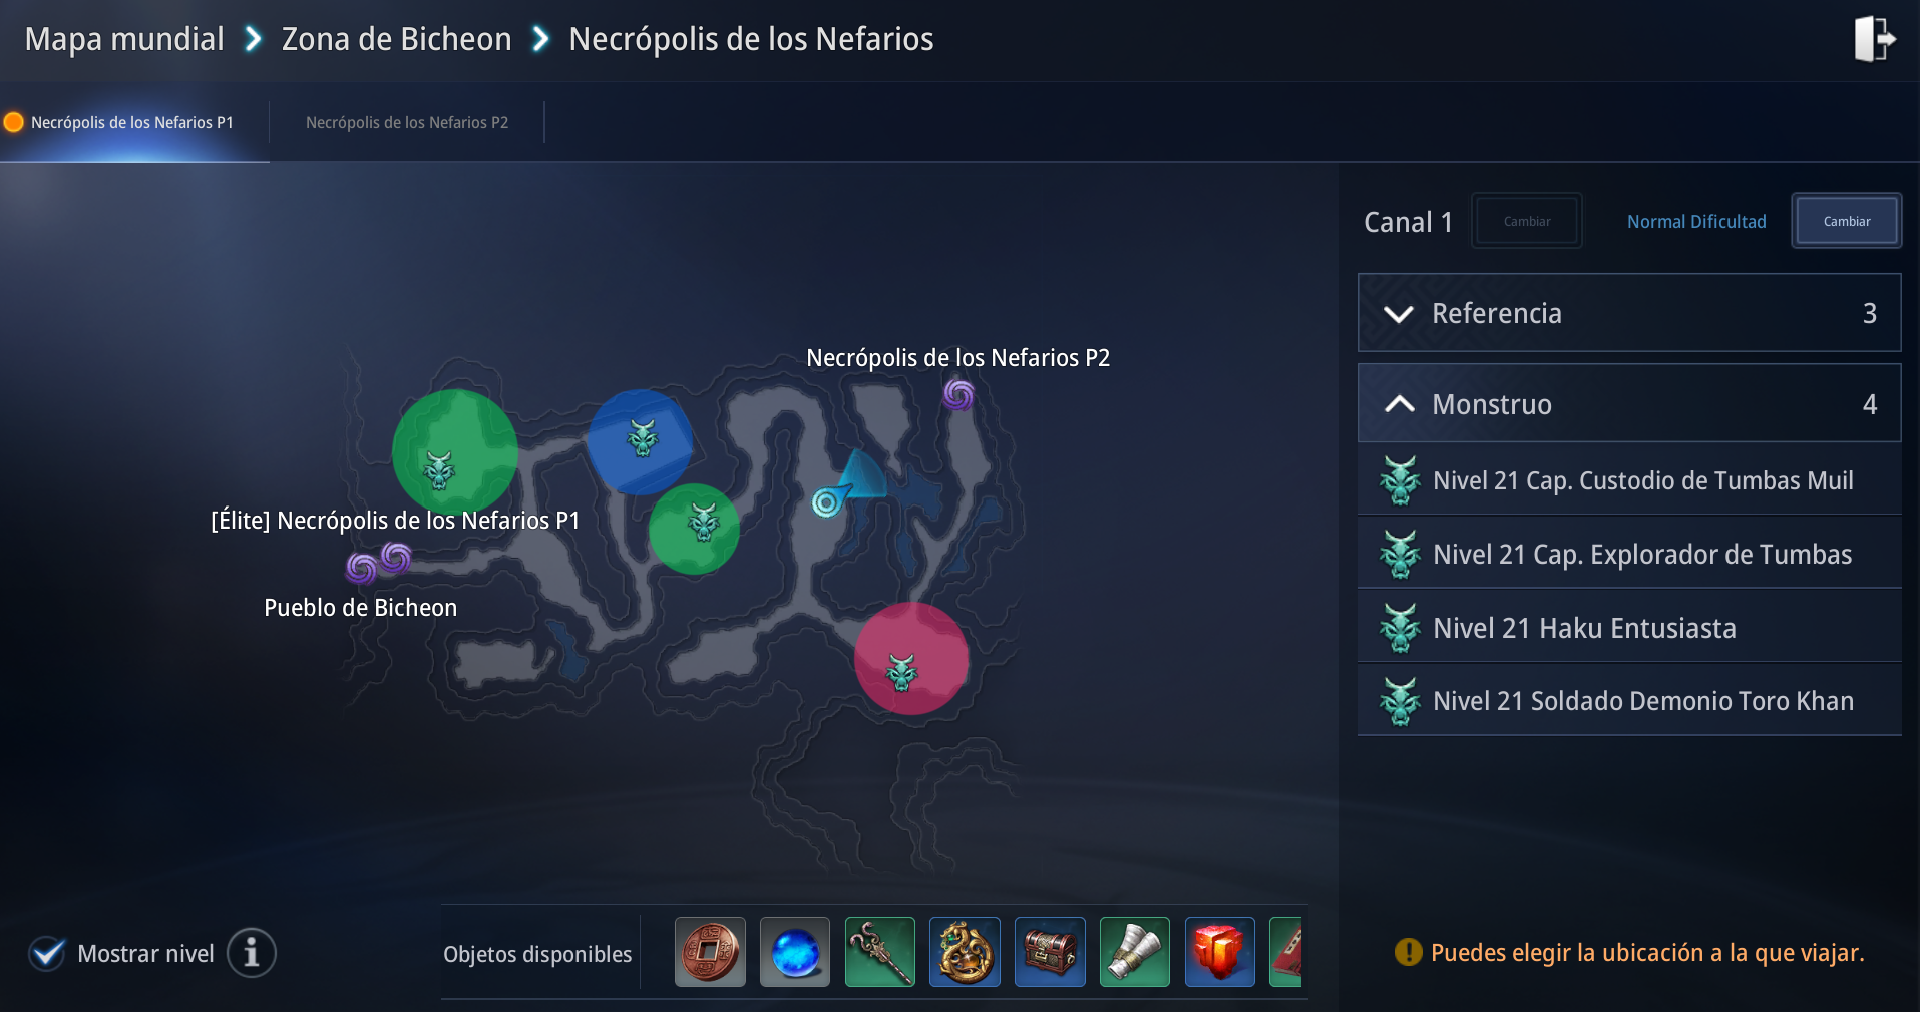 Mapa mundial
Zona de Bicheon
Necrópolis de los Nefarios
Necrópolis de los Nefarios P1
Necrópolis de los Nefarios P2
Canal 1
Cambiar
Normal Dificultad
Cambiar
Referencia
3
Necrópolis de los Nefarios P2
Monstruo
4
Nivel 21 Cap. Custodio de Tumbas Muil
[Élite] Necrópolis de los Nefarios P1
Nivel 21 Cap. Explorador de Tumbas
Pueblo de Bicheon
Nivel 21 Haku Entusiasta
Nivel 21 Soldado Demonio Toro Khan
Mostrar nivel
Objetos disponibles
Puedes elegir la ubicación a la que viajar.